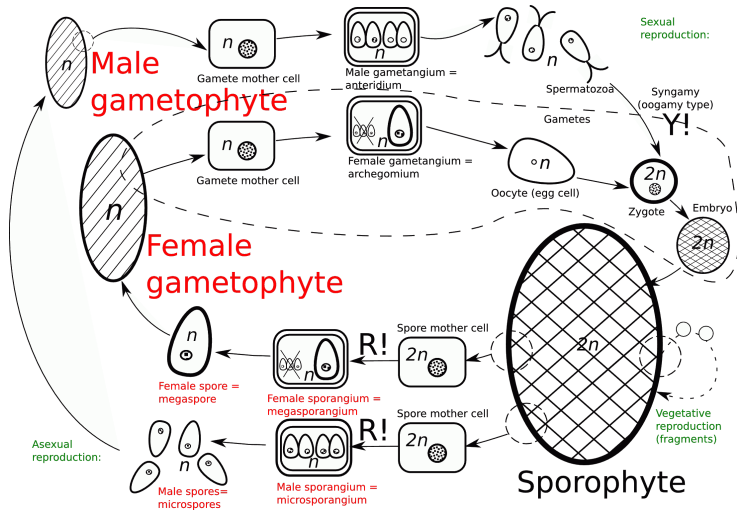 Sexual
reproduction:
n
Male
gametophyte
n
Gamete mother cell
n
Male gametangium =
anteridium
n
Spermatozoa
Syngamy
(oogamy type)
Y!
Gametes
n
Gamete mother cell
n
Female gametangium =
archegomium
n
Oocyte (egg cell)
2n
Zygote
Embryo
2n
n
Female
gametophyte
n
Female spore =
megaspore
n
Female sporangium =
megasporangium
R!
Spore mother cell
2n
2n
Vegetative
reproduction
(fragments)
Asexual
reproduction:
n
Male spores=
microspores
n
Male sporangium =
microsporangium
R!
Spore mother cell
2n
Sporophyte